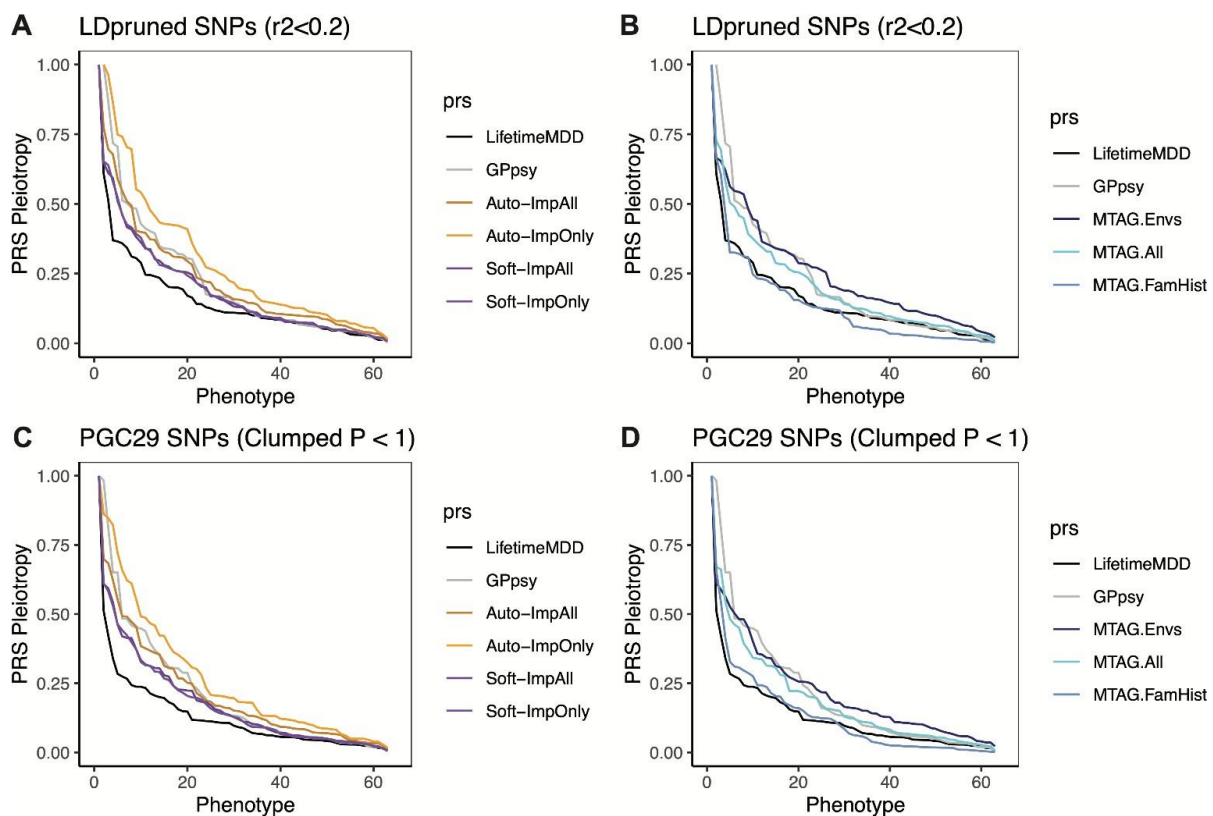 A LDpruned SNPs (r2<0.2)
1.00
0.75
0.50
0.25
0.00
PRS Pleiotropy
0 20 40 60
Phenotype
prs
LifetimeMDD
GPpsy
Auto-ImpAll
Auto-ImpOnly
Soft-ImpAll
Soft-ImpOnly
B LDpruned SNPs (r2<0.2)
1.00
0.75
0.50
0.25
0.00
PRS Pleiotropy
0 20 40 60
Phenotype
prs
LifetimeMDD
GPpsy
MTAG.Envs
MTAG.All
MTAG.FamHist
C PGC29 SNPs (Clumped P < 1)
1.00
0.75
0.50
0.25
0.00
PRS Pleiotropy
0 20 40 60
Phenotype
prs
LifetimeMDD
GPpsy
Auto-ImpAll
Auto-ImpOnly
Soft-ImpAll
Soft-ImpOnly
D PGC29 SNPs (Clumped P < 1)
1.00
0.75
0.50
0.25
0.00
PRS Pleiotropy
0 20 40 60
Phenotype
prs
LifetimeMDD
GPpsy
MTAG.Envs
MTAG.All
MTAG.FamHist